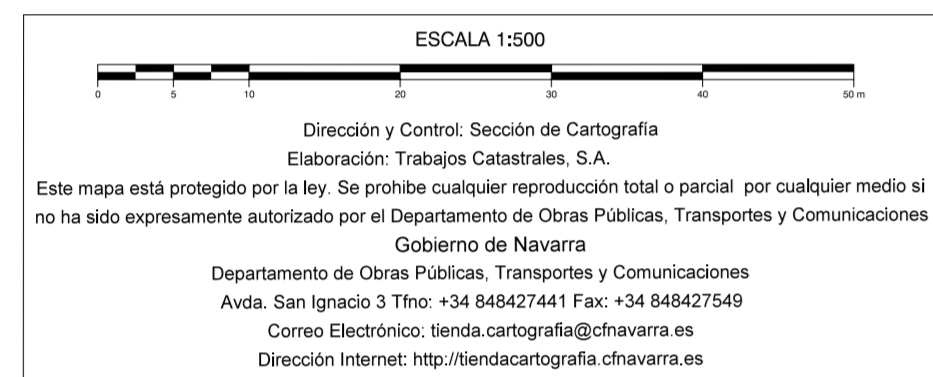 ESCALA 1:500
0 5 10 20 30 40 50 m
Dirección y Control: Sección de Cartografía
Elaboración: Trabajos Catastrales, S.A.
Este mapa está protegido por la ley. Se prohibe cualquier reproducción total o parcial por cualquier medio si
no ha sido expresamente autorizado por el Departamento de Obras Públicas, Transportes y Comunicaciones
Gobierno de Navarra
Departamento de Obras Públicas, Transportes y Comunicaciones
Avda. San Ignacio 3 Tfno: +34 848427441 Fax: +34 848427549
Correo Electrónico: tienda.cartografia@cfnavarra.es
Dirección Internet: http://tiendacartografia.cfnavarra.es